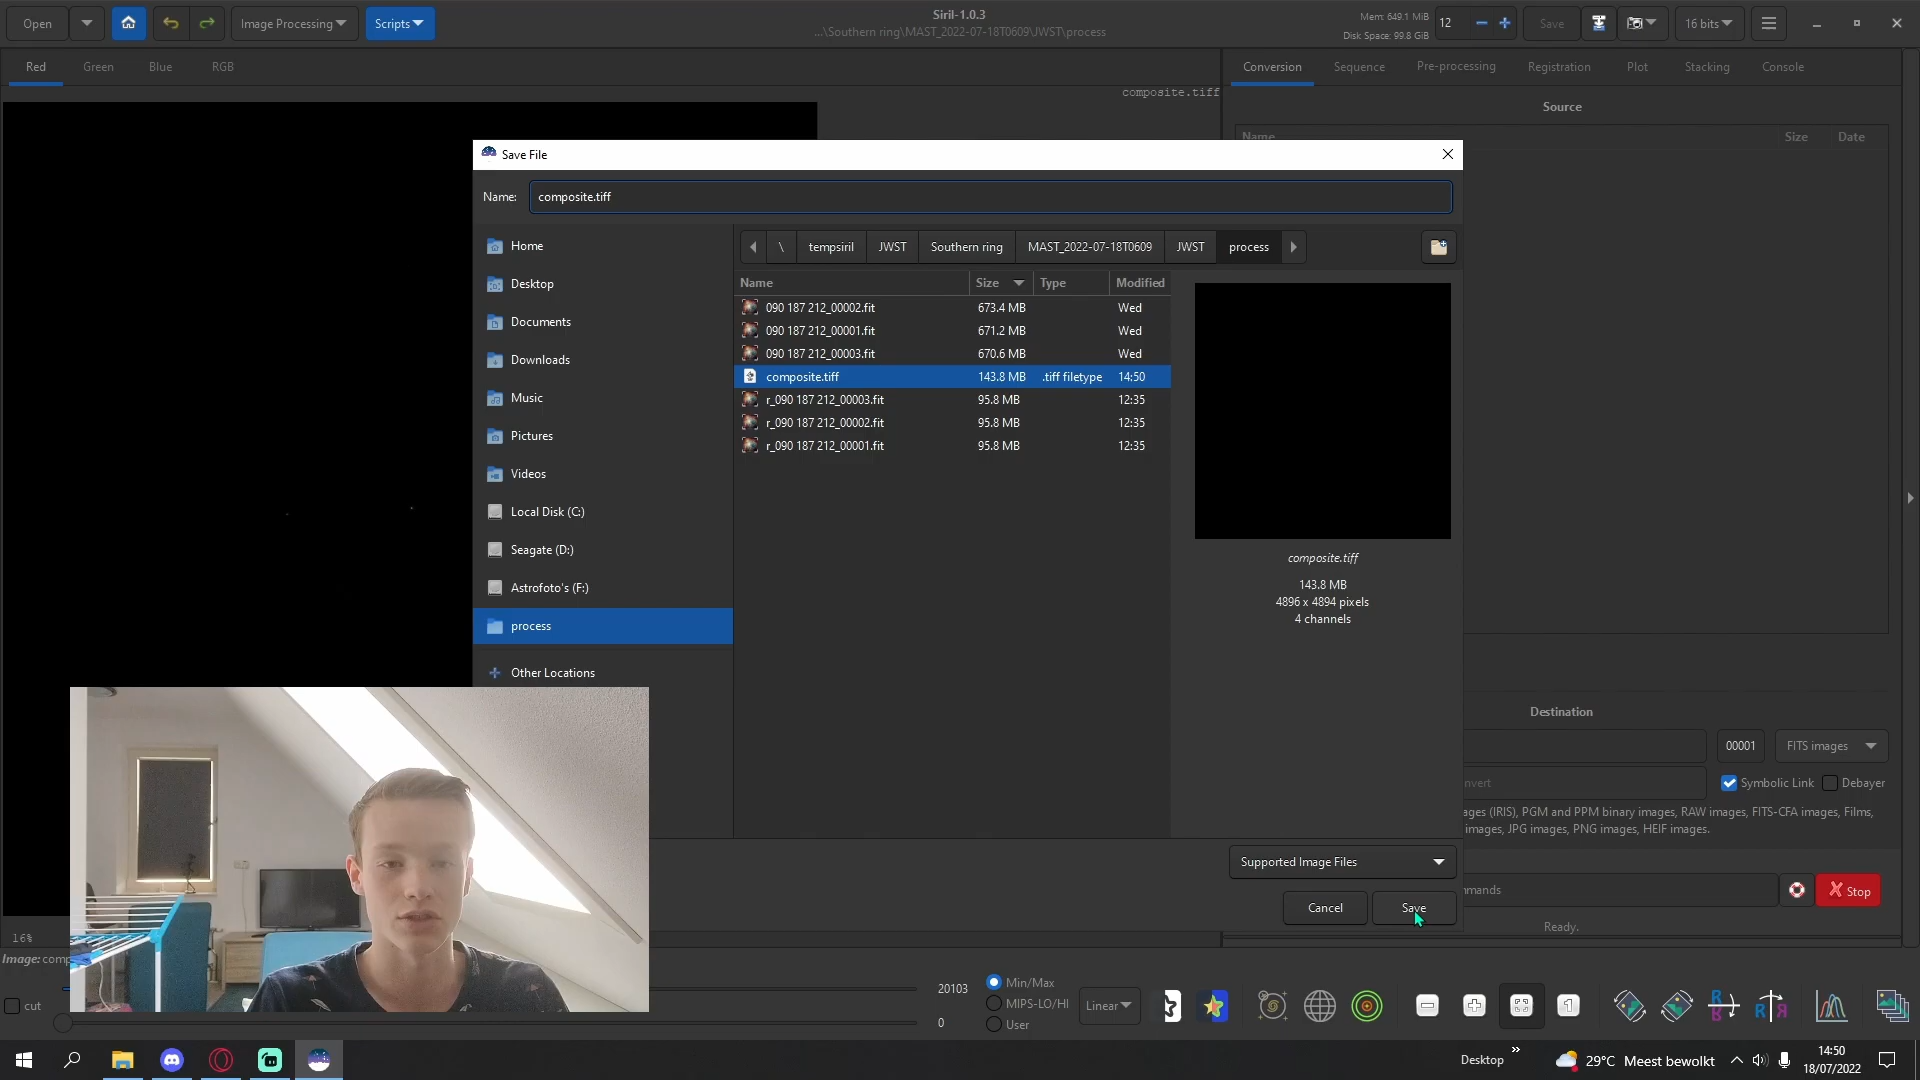 Open
Image Processing
Scripts
Siril-1.0.3
...\Southern ring\MAST_2022-07-18T0609\JWST\process
Mem: 649.1 MiB
Disk Space: 99.8 GiB
12
Save
16 bits
Red
Green
Blue
RGB
composite.tiff
Conversion
Sequence
Pre-processing
Registration
Plot
Stacking
Console
Source
Name
Size
Date
Save File
Name:
composite.tiff
Home
Desktop
Documents
Downloads
Music
Pictures
Videos
Local Disk (C:)
Seagate (D:)
Astrofoto's (F:)
process
Other Locations
\
tempsiril
JWST
Southern ring
MAST_2022-07-18T0609
JWST
process
Name
Size
Type
Modified
090 187 212_00002.fit 673.4 MB Wed
090 187 212_00001.fit 671.2 MB Wed
090 187 212_00003.fit 670.6 MB Wed
composite.tiff 143.8 MB .tiff filetype 14:50
r_090 187 212_00003.fit 95.8 MB 12:35
r_090 187 212_00002.fit 95.8 MB 12:35
r_090 187 212_00001.fit 95.8 MB 12:35
composite.tiff
143.8 MB
4896 x 4894 pixels
4 channels
Supported Image Files
Cancel
Save
Destination
00001
FITS images
nvert
Symbolic Link
Debayer
ages (IRIS), PGM and PPM binary images, RAW images, FITS-CFA images, Films,
images, JPG images, PNG images, HEIF images.
mmands
Stop
Ready.
16%
Image: comp
cut
20103
0
Min/Max
MIPS-LO/HI
User
Linear
1
R
R
R
R
Desktop
»
29°C Meest bewolkt
14:50
18/07/2022